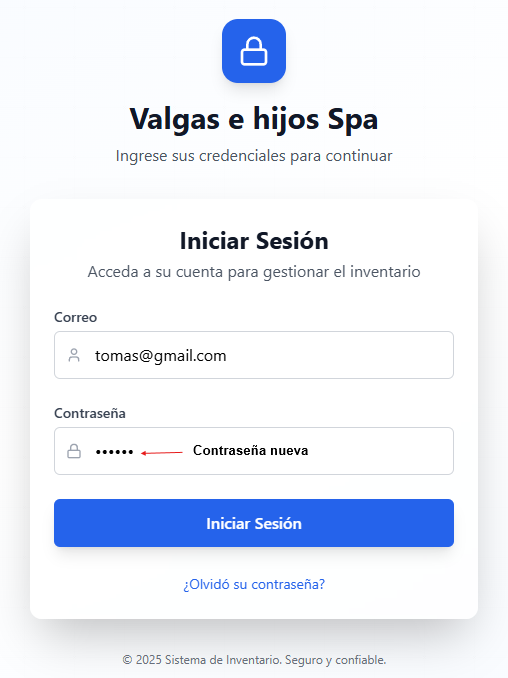 Valgas e hijos Spa
Ingrese sus credenciales para continuar
Iniciar Sesión
Acceda a su cuenta para gestionar el inventario
Correo
tomas@gmail.com
Contraseña
•••••• Contraseña nueva
Iniciar Sesión
¿Olvidó su contraseña?
© 2025 Sistema de Inventario. Seguro y confiable.